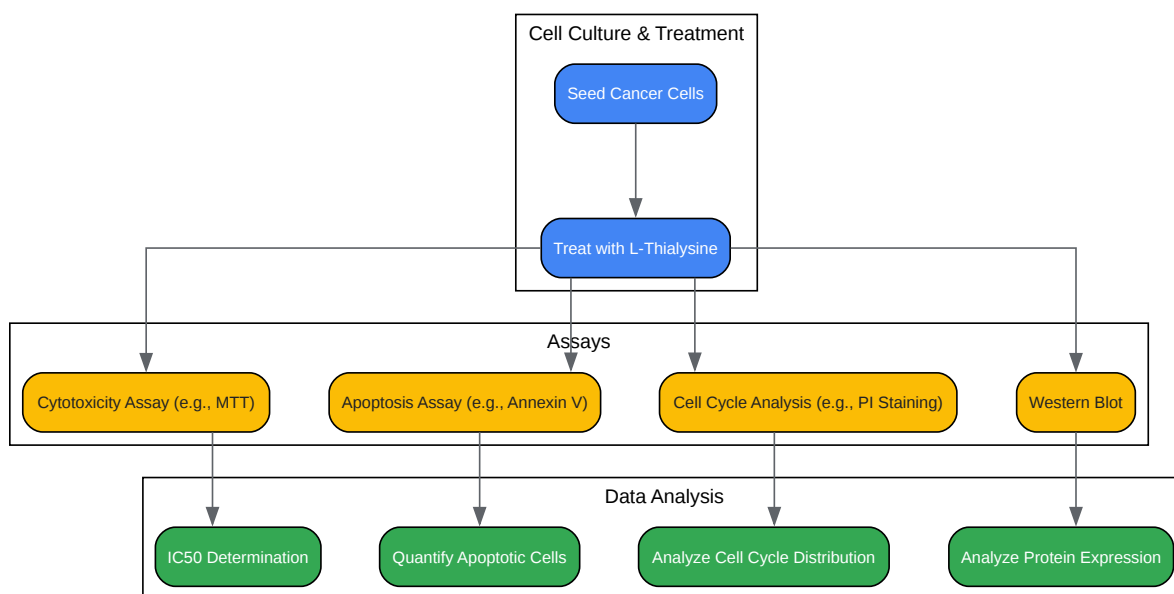 Cell Culture & Treatment
Seed Cancer Cells
Treat with L-Thialysine
Assays
Cytotoxicity Assay (e.g., MTT)
Apoptosis Assay (e.g., Annexin V)
Cell Cycle Analysis (e.g., PI Staining)
Western Blot
Data Analysis
IC50 Determination
Quantify Apoptotic Cells
Analyze Cell Cycle Distribution
Analyze Protein Expression